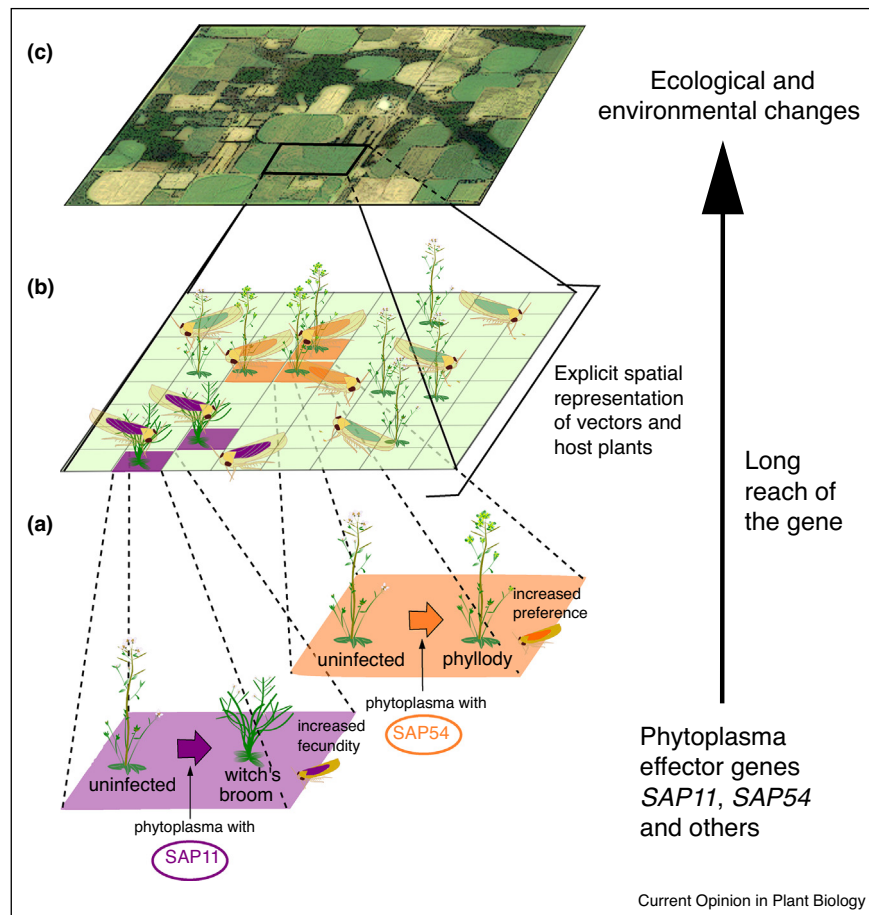 (c)
Ecological and
environmental changes
(b)
Explicit spatial
representation
of vectors and
host plants
Long
reach of
the gene
(a)
increased
preference
uninfected
phyllody
phytoplasma with
SAP54
increased
fecundity
uninfected
witch's
broom
phytoplasma with
SAP11
Phytoplasma
effector genes
SAP11, SAP54
and others
Current Opinion in Plant Biology